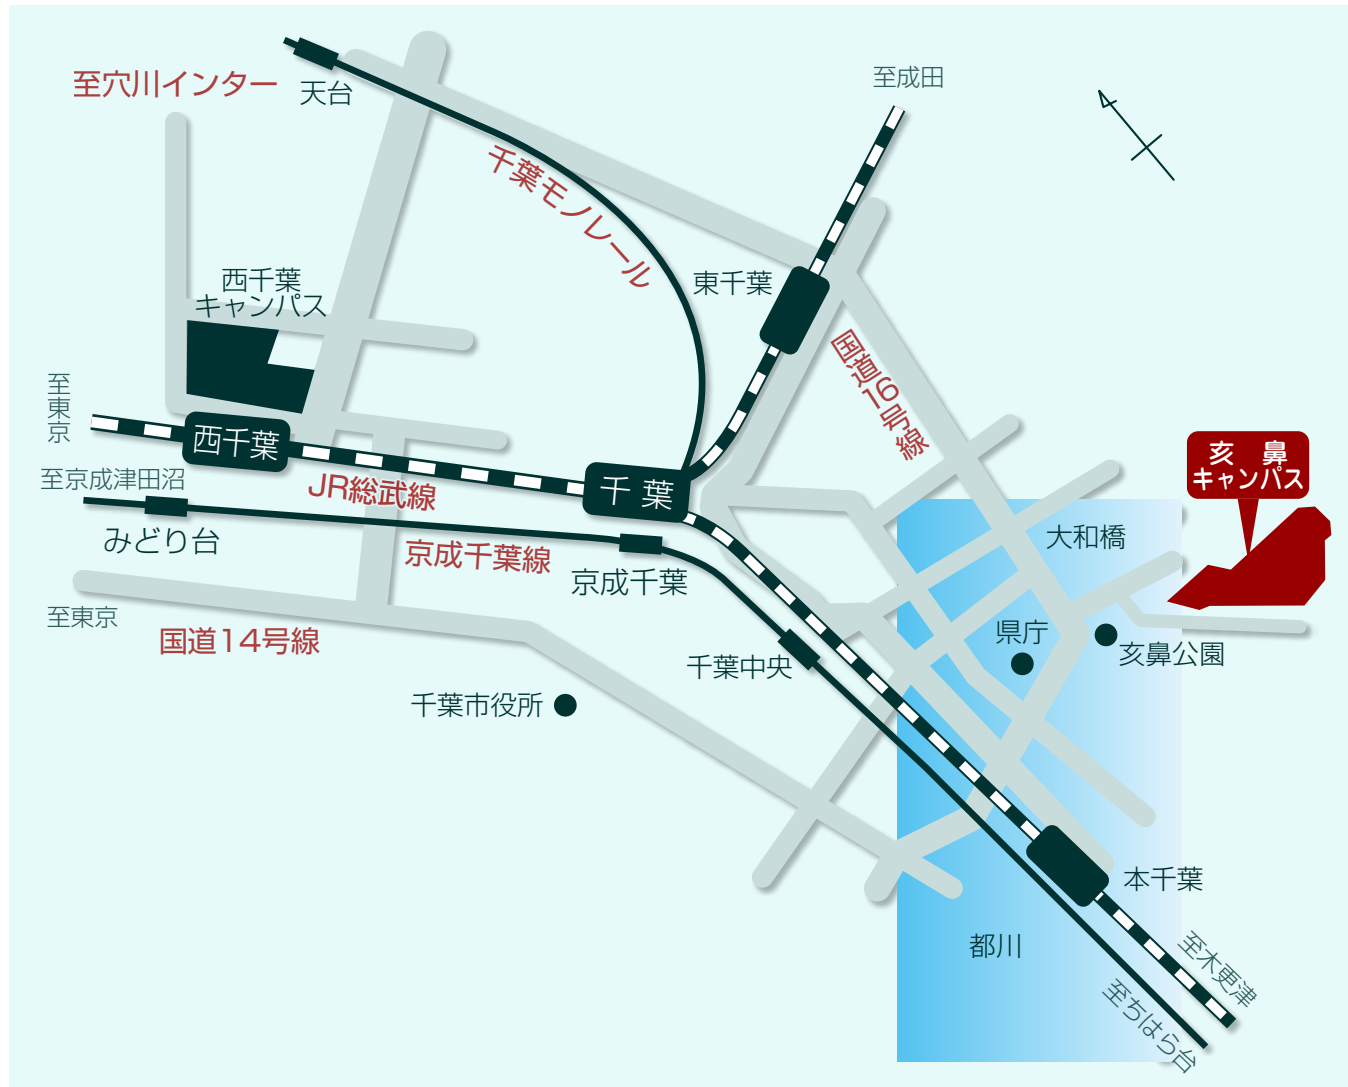 至成田
至穴川インター
天台
千葉モノレール
西千葉
キャンパス
東千葉
国道16号線
至東京
西千葉
千葉
亥鼻
キャンパス
至京成津田沼
JR総武線
みどり台
京成千葉線
京成千葉
大和橋
至東京
国道14号線
県庁
亥鼻公園
千葉中央
千葉市役所
本千葉
都川
至木更津
至ちはら台